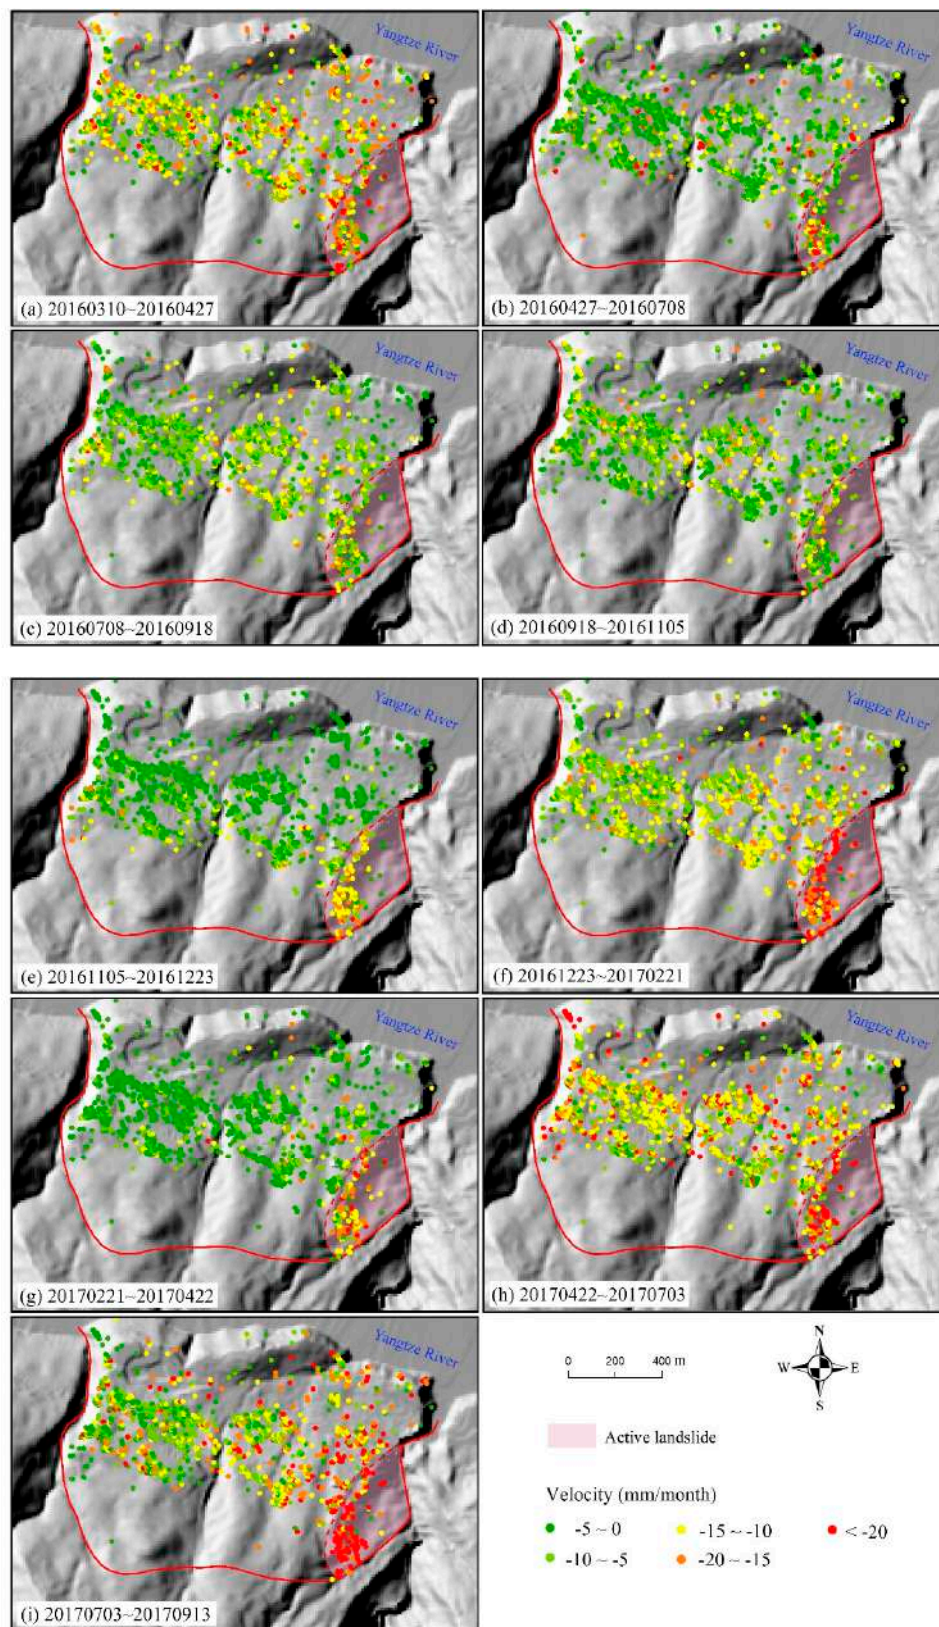 Yangtze River
(a) 20160310~20160427
Yangtze River
(b) 20160427~20160708
Yangtze River
(c) 20160708~20160918
Yangtze River
(d) 20160918~20161105
Yangtze River
(e) 20161105~20161223
Yangtze River
(f) 20161223~20170221
Yangtze River
(g) 20170221~20170422
Yangtze River
(h) 20170422~20170703
Yangtze River
(i) 20170703~20170913
N
W E
S
0 200 400 m
Active landslide
Velocity (mm/month)
-5 ~ 0 -15 ~ -10 < -20
-10 ~ -5 -20 ~ -15